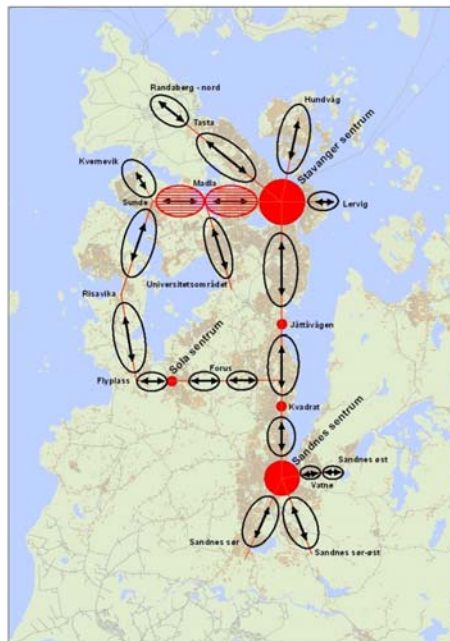 Randaberg - nord
Hundvåg
Tasta
Stavanger sentrum
Kvernevik
Madla
Sunde
Lervig
Universitetsområdet
Risavika
Jåttåvågen
Sola sentrum
Forus
Flyplass
Kvadrat
Sandnes sentrum
Sandnes øst
Vatne
Sandnes sør
Sandnes sør-øst